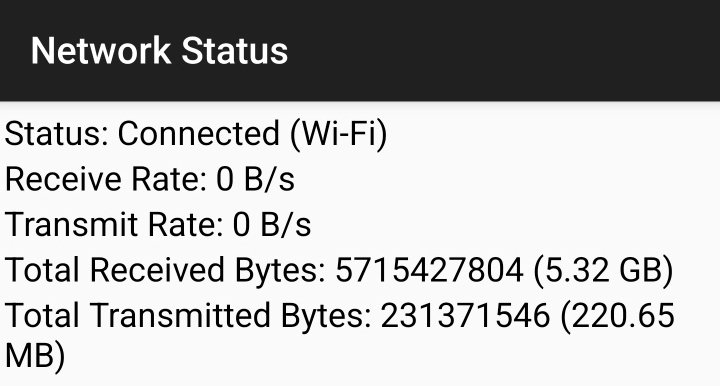 Network Status
Status: Connected (Wi-Fi)
Receive Rate: 0 B/s
Transmit Rate: 0 B/s
Total Received Bytes: 5715427804 (5.32 GB)
Total Transmitted Bytes: 231371546 (220.65
MB)